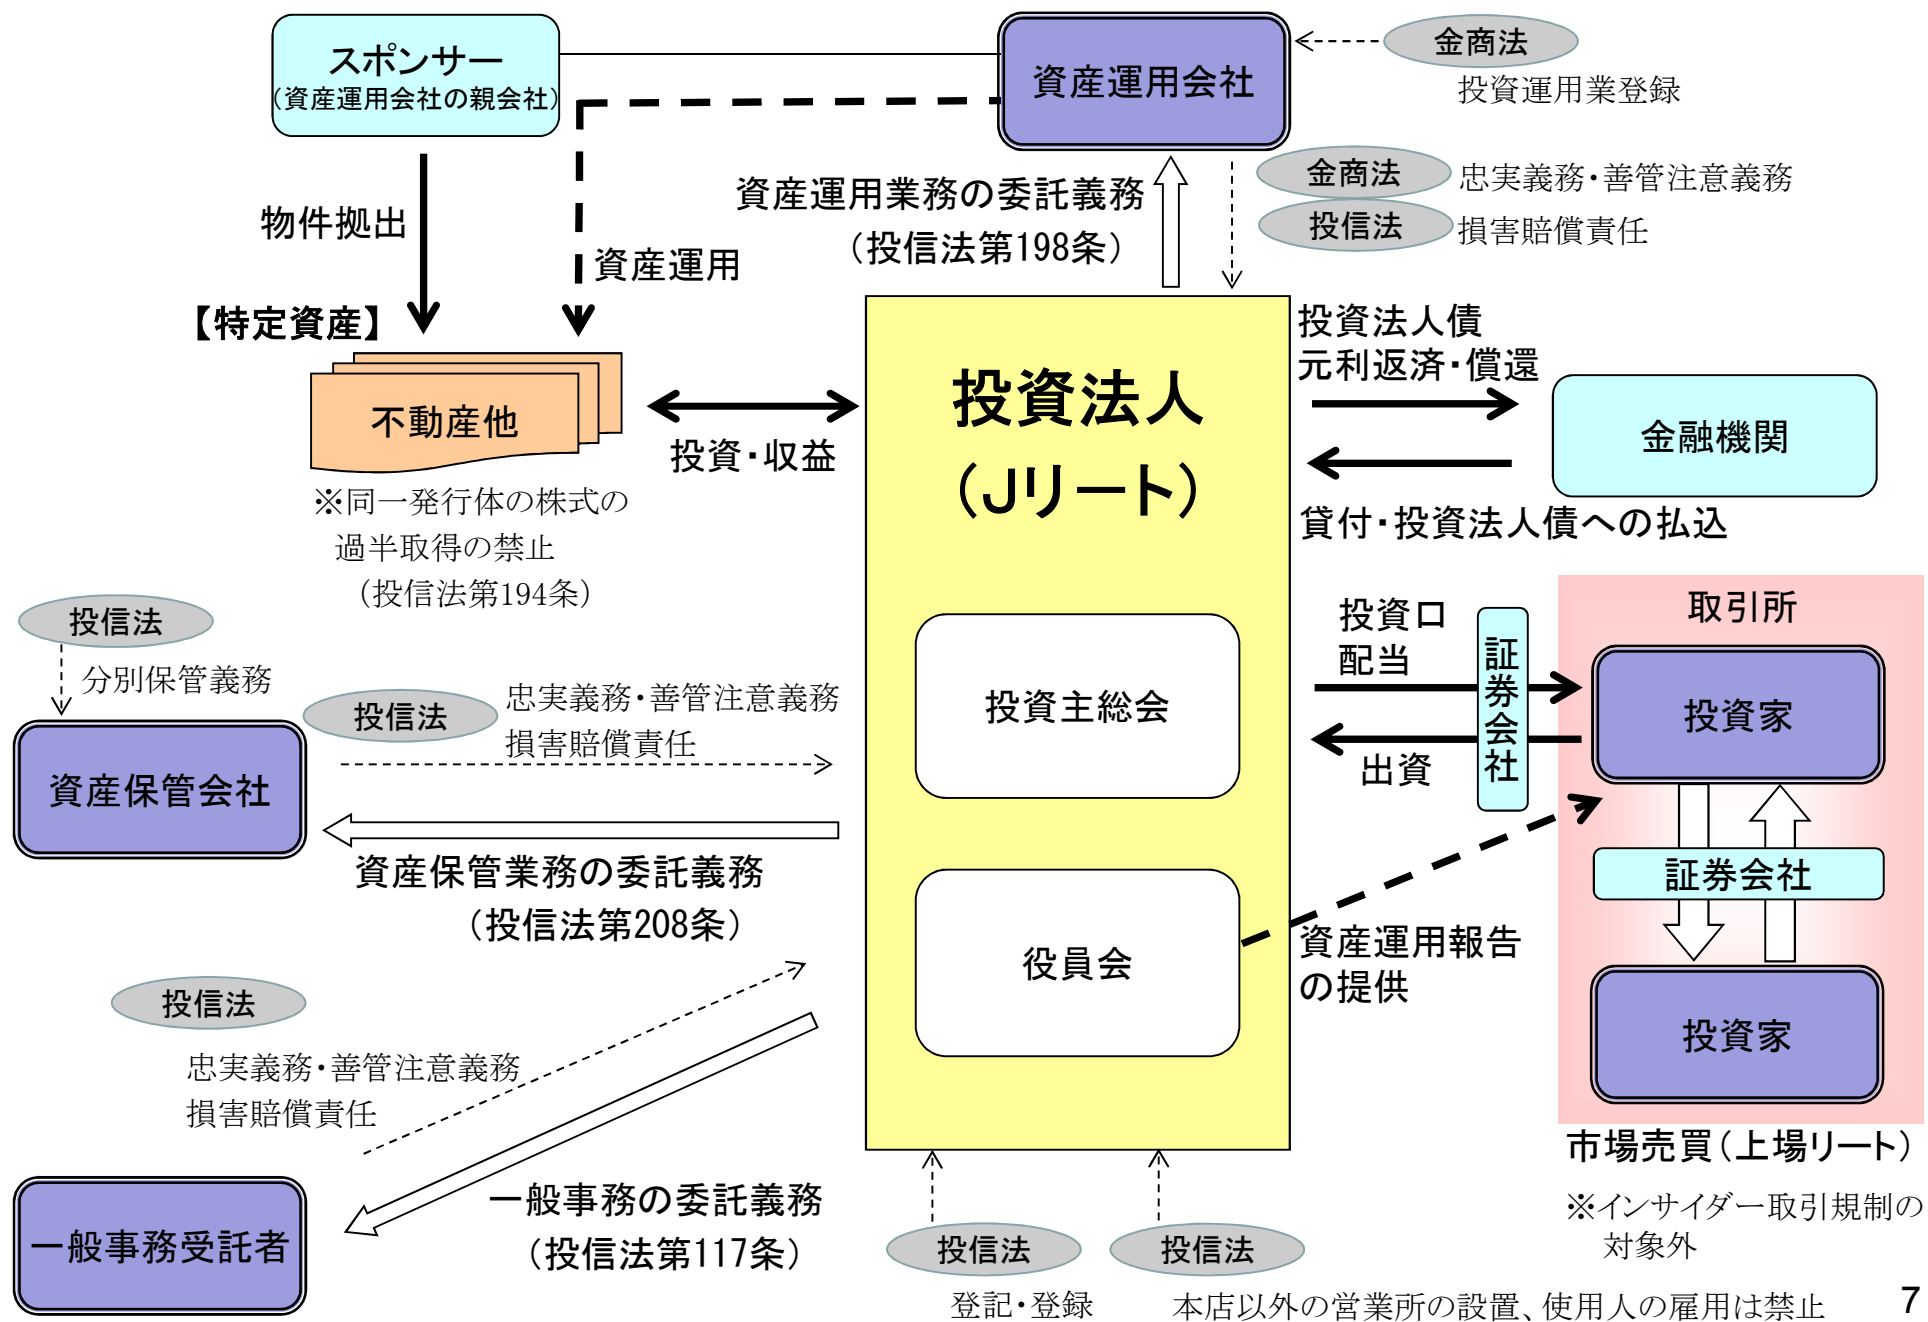 スポンサー
（資産運用会社の親会社）
資産運用会社
金商法
投資運用業登録
金商法
忠実義務・善管注意義務
投信法
損害賠償責任
資産運用業務の委託義務
（投信法第198条）
物件拠出
資産運用
【特定資産】
不動産他
投資・収益
※同一発行体の株式の
過半取得の禁止
（投信法第194条）
投資法人
（Jリート）
投資主総会
役員会
投資法人債
元利返済・償還
金融機関
貸付・投資法人債への払込
投資口
配当
証券会社
出資
取引所
投資家
証券会社
投資家
資産運用報告
の提供
市場売買（上場リート）
※インサイダー取引規制の
対象外
投信法
分別保管義務
投信法
忠実義務・善管注意義務
損害賠償責任
資産保管会社
資産保管業務の委託義務
（投信法第208条）
投信法
忠実義務・善管注意義務
損害賠償責任
一般事務受託者
一般事務の委託義務
（投信法第117条）
投信法
登記・登録
投信法
本店以外の営業所の設置、使用人の雇用は禁止
7